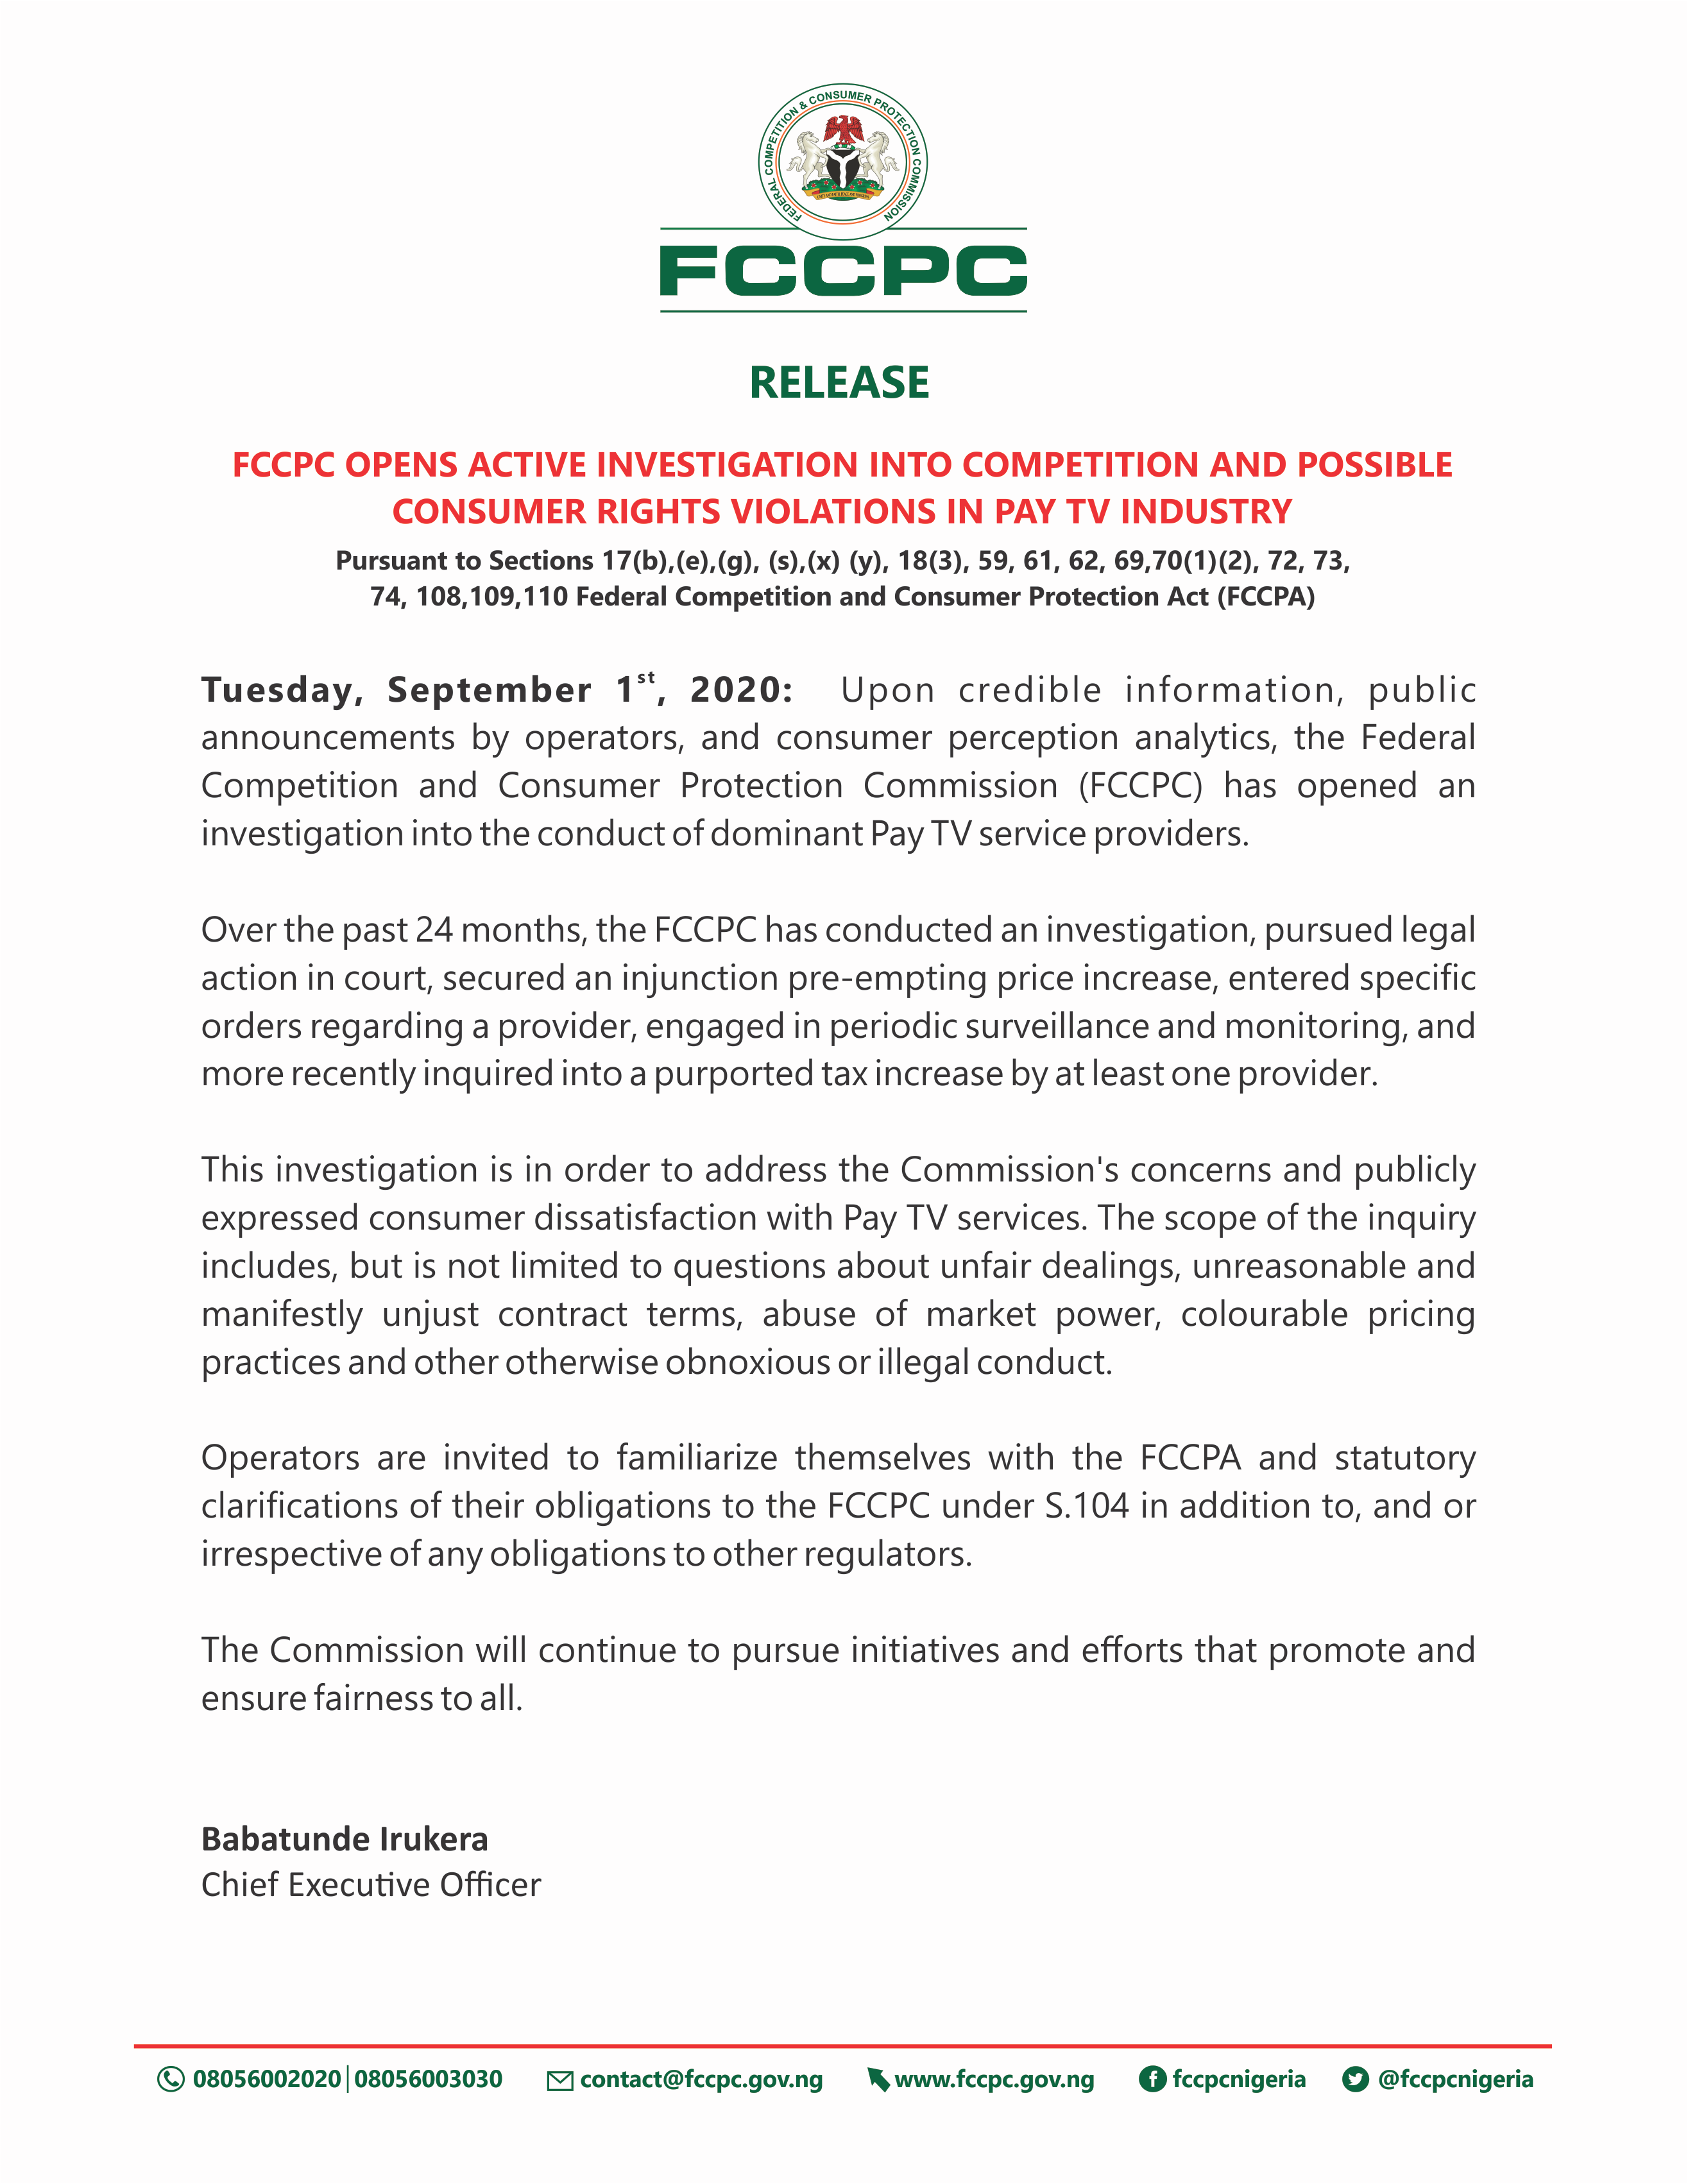 FEDERAL COMPETITION & CONSUMER PROTECTION COMMISSION
FCCPC
RELEASE
FCCPC OPENS ACTIVE INVESTIGATION INTO COMPETITION AND POSSIBLE
CONSUMER RIGHTS VIOLATIONS IN PAY TV INDUSTRY
Pursuant to Sections 17(b),(e),(g), (s),(x) (y), 18(3), 59, 61, 62, 69,70(1)(2), 72, 73,
74, 108,109,110 Federal Competition and Consumer Protection Act (FCCPA)
Tuesday, September 1st, 2020: Upon credible information, public
announcements by operators, and consumer perception analytics, the Federal
Competition and Consumer Protection Commission (FCCPC) has opened an
investigation into the conduct of dominant Pay TV service providers.
Over the past 24 months, the FCCPC has conducted an investigation, pursued legal
action in court, secured an injunction pre-empting price increase, entered specific
orders regarding a provider, engaged in periodic surveillance and monitoring, and
more recently inquired into a purported tax increase by at least one provider.
This investigation is in order to address the Commission's concerns and publicly
expressed consumer dissatisfaction with Pay TV services. The scope of the inquiry
includes, but is not limited to questions about unfair dealings, unreasonable and
manifestly unjust contract terms, abuse of market power, colourable pricing
practices and other otherwise obnoxious or illegal conduct.
Operators are invited to familiarize themselves with the FCCPA and statutory
clarifications of their obligations to the FCCPC under S.104 in addition to, and or
irrespective of any obligations to other regulators.
The Commission will continue to pursue initiatives and efforts that promote and
ensure fairness to all.
Babatunde Irukera
Chief Executive Officer
08056002020|08056003030 contact@fccpc.gov.ng www.fccpc.gov.ng fccpcnigeria @fccpcnigeria